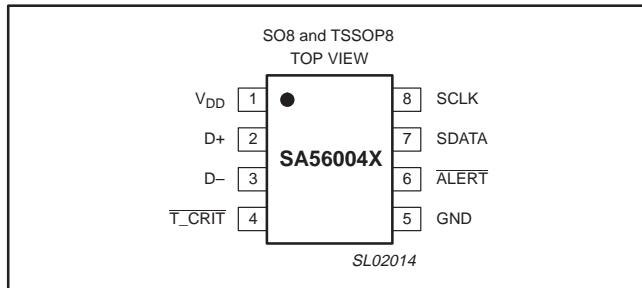 SO8 and TSSOP8
TOP VIEW
VDD 1 8 SCLK
D+ 2 7 SDATA
SA56004X
D– 3 6 ALERT
T_CRIT 4 5 GND
SL02014